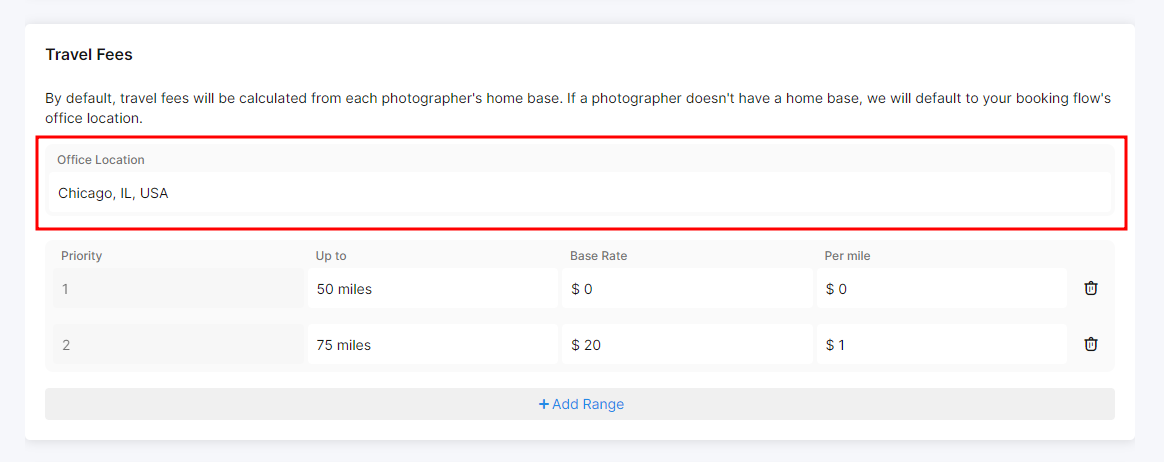 Travel Fees
By default, travel fees will be calculated from each photographer's home base. If a photographer doesn't have a home base, we will default to your booking flow's
office location.
Office Location
Chicago, IL, USA
Priority Up to Base Rate Per mile
1 50 miles $ 0 $ 0
2 75 miles $ 20 $ 1
+ Add Range